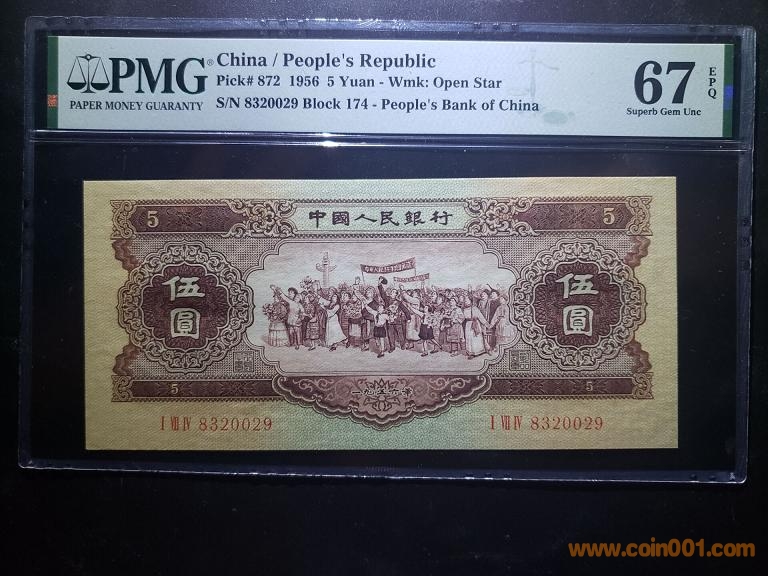 PMG
PAPER MONEY GUARANTY
China / People's Republic
Pick# 872 1956 5 Yuan - Wmk: Open Star
S/N 8320029 Block 174 - People's Bank of China
67 EPQ
Superb Gem Unc
5 中國人民銀行 5
伍圓 伍圓
5 一九五六年 5
I VII IV 8320029 I VII IV 8320029
www.coin001.com